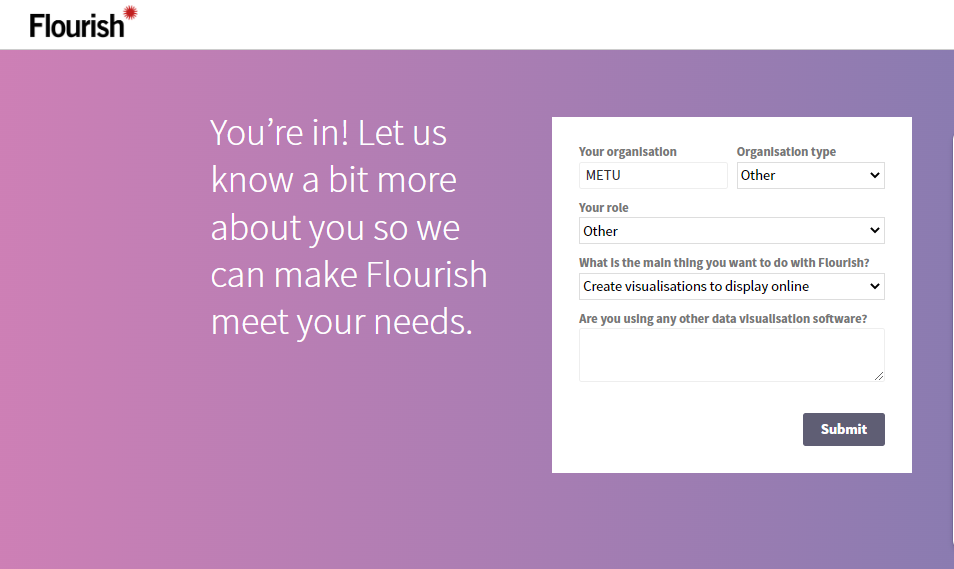 Flourish
You're in! Let us
know a bit more
about you so we
can make Flourish
meet your needs.
Your organisation
Organisation type
METU
Other
Your role
Other
What is the main thing you want to do with Flourish?
Create visualisations to display online
Are you using any other data visualisation software?
Submit